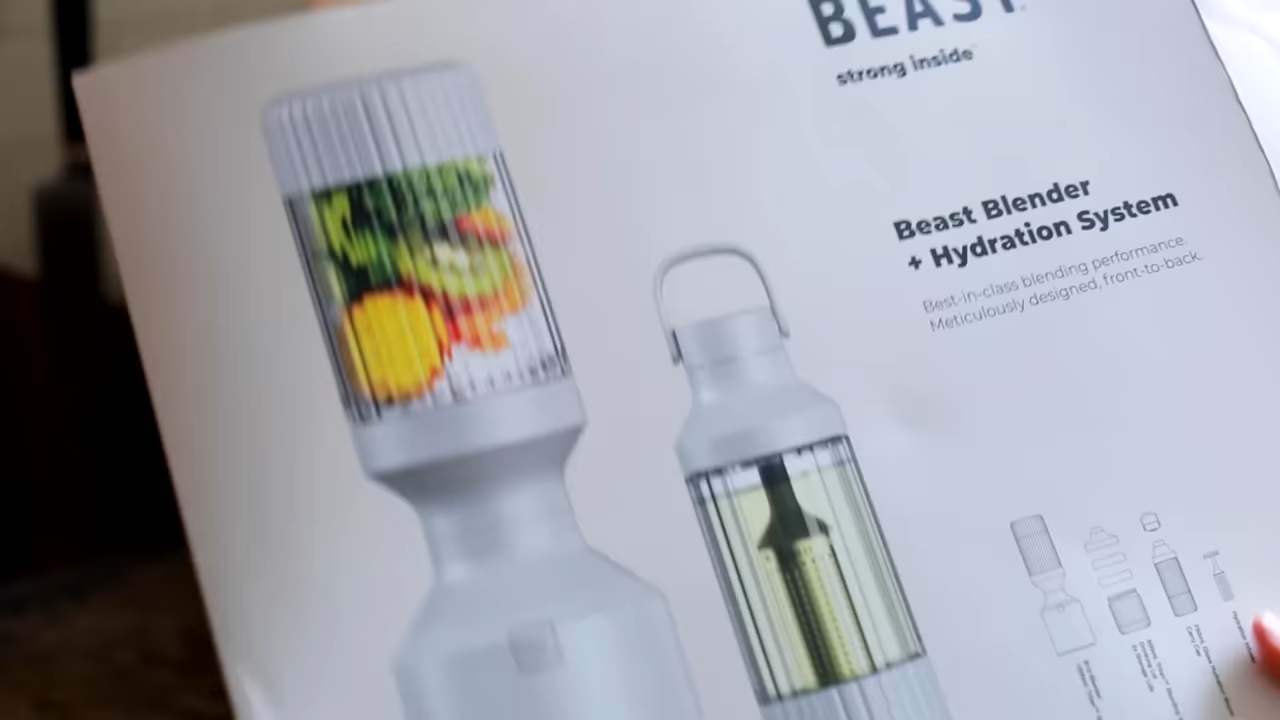 BEAST
strong inside
Beast Blender
+ Hydration System
Best-in-class blending performance.
Meticulously designed, front-to-back.